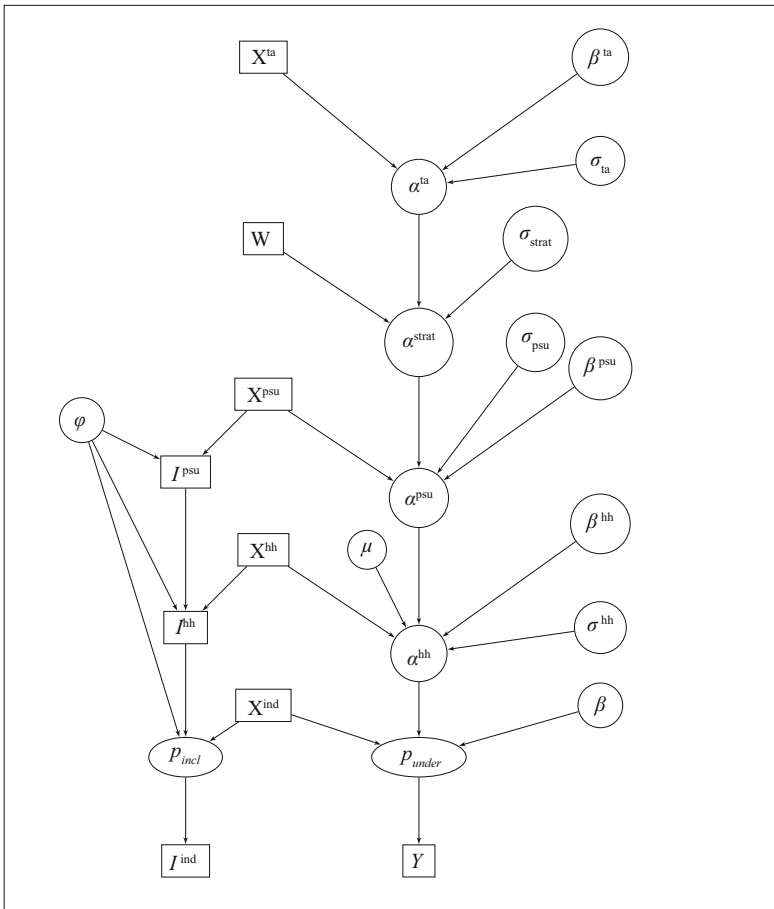 X^ta
β^ta
σ_ta
α^ta
W
σ_strat
α^strat
σ_psu
β^psu
X^psu
φ
I^psu
α^psu
β^hh
X^hh
μ
I^hh
σ^hh
α^hh
X^ind
β
p_incl
p_under
I^ind
Y